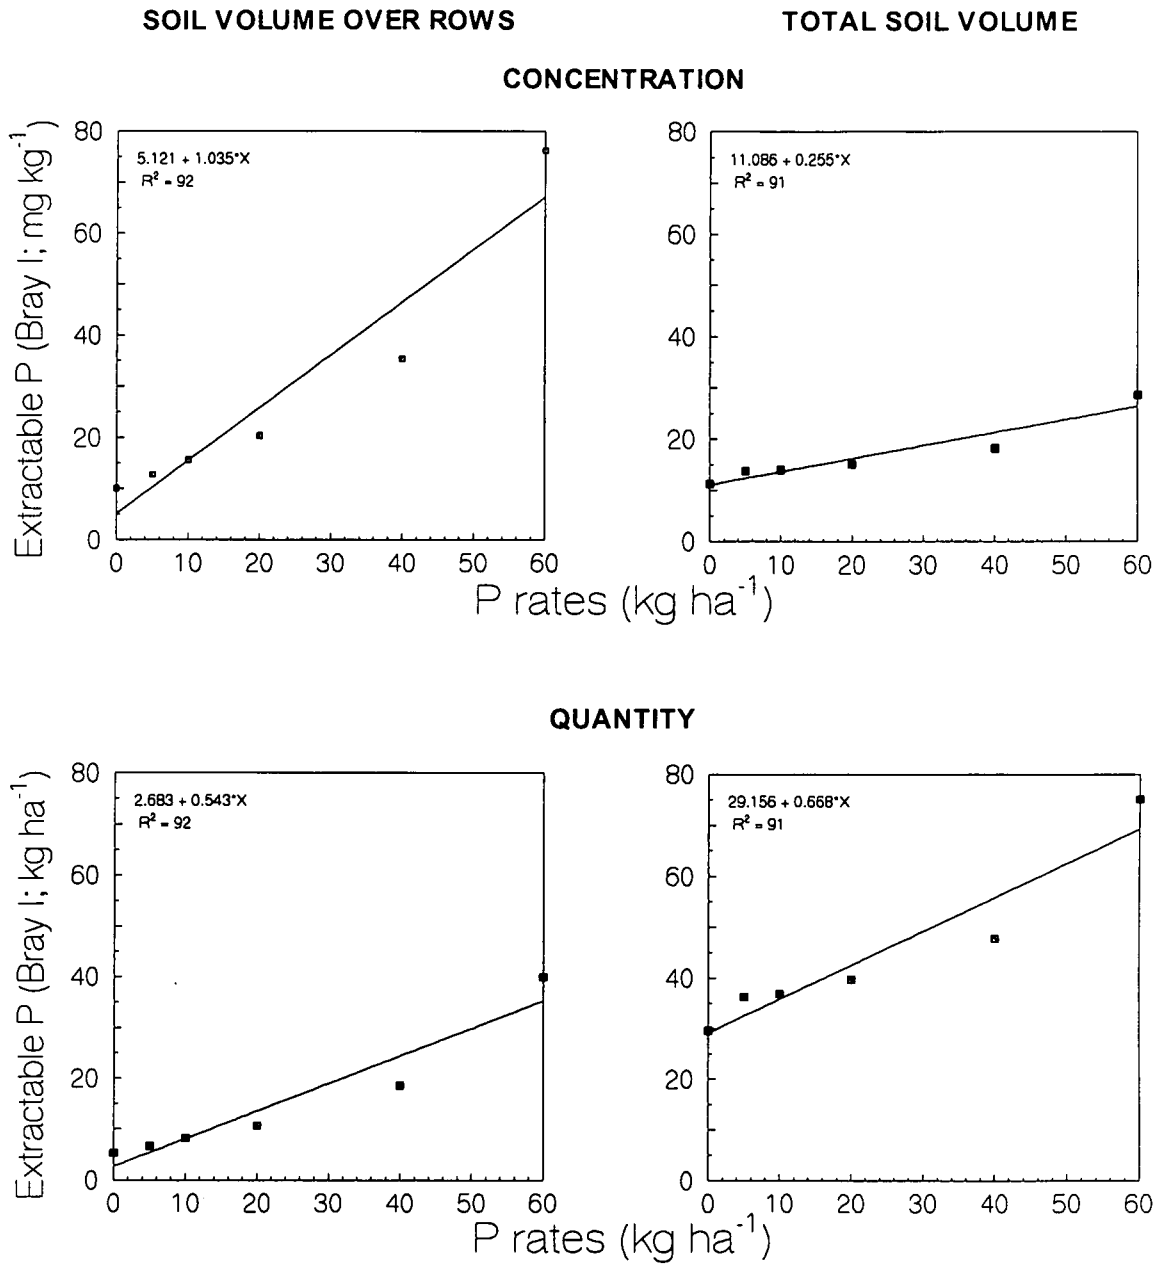 SOIL VOLUME OVER ROWS
TOTAL SOIL VOLUME
CONCENTRATION
Extractable P (Bray I; mg kg⁻¹)
80
60
40
20
0
5.121 + 1.035*X
R² = 92
0 10 20 30 40 50 60
80
60
40
20
0
11.086 + 0.255*X
R² = 91
0 10 20 30 40 50 60
P rates (kg ha⁻¹)
QUANTITY
Extractable P (Bray I; kg ha⁻¹)
80
60
40
20
0
2.683 + 0.543*X
R² = 92
0 10 20 30 40 50 60
80
60
40
20
0
29.156 + 0.668*X
R² = 91
0 10 20 30 40 50 60
P rates (kg ha⁻¹)